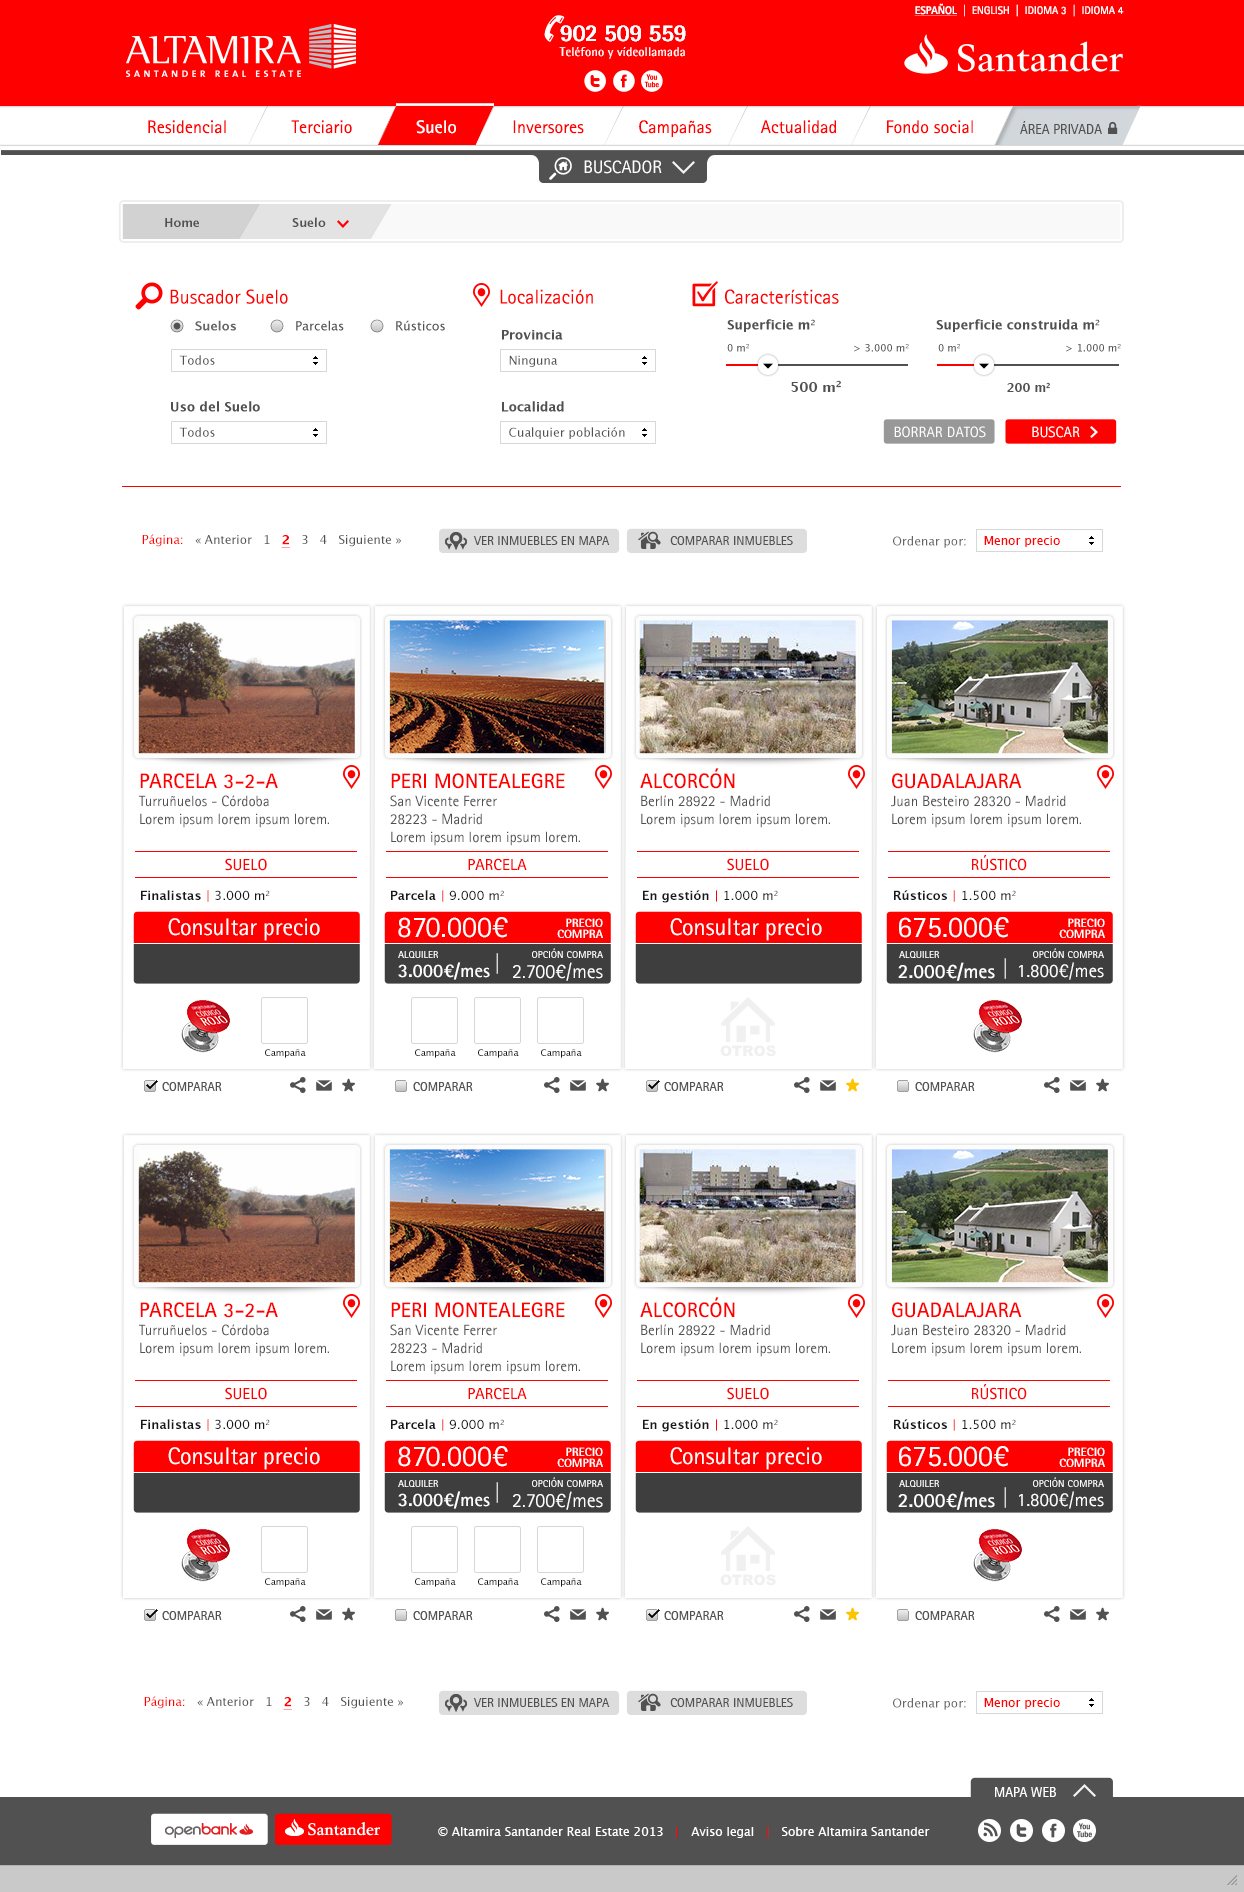 ESPAÑOL | ENGLISH | IDIOMA 3 | IDIOMA 4
ALTAMIRA
SANTANDER REAL ESTATE
902 509 559
Teléfono y vídeollamada
You Tube
Santander
Residencial Terciario Suelo Inversores Campañas Actualidad Fondo social ÁREA PRIVADA
BUSCADOR
Home Suelo
Buscador Suelo
Suelos Parcelas Rústicos
Todos
Uso del Suelo
Todos
Localización
Provincia
Ninguna
Localidad
Cualquier población
Características
Superficie m²
0 m² > 3.000 m²
500 m²
Superficie construida m²
0 m² > 1.000 m²
200 m²
BORRAR DATOS BUSCAR
Página: « Anterior 1 2 3 4 Siguiente »
VER INMUEBLES EN MAPA COMPARAR INMUEBLES
Ordenar por: Menor precio
PARCELA 3-2-A
Turruñuelos - Córdoba
Lorem ipsum lorem ipsum lorem.
SUELO
Finalistas | 3.000 m²
Consultar precio
CÓDIGO ROJO
Campaña
COMPARAR
PERI MONTEALEGRE
San Vicente Ferrer
28223 - Madrid
Lorem ipsum lorem ipsum lorem.
PARCELA
Parcela | 9.000 m²
870.000€ PRECIO COMPRA
ALQUILER OPCIÓN COMPRA
3.000€/mes | 2.700€/mes
Campaña Campaña Campaña
COMPARAR
ALCORCÓN
Berlín 28922 - Madrid
Lorem ipsum lorem ipsum lorem.
SUELO
En gestión | 1.000 m²
Consultar precio
OTROS
COMPARAR
GUADALAJARA
Juan Besteiro 28320 - Madrid
Lorem ipsum lorem ipsum lorem.
RÚSTICO
Rústicos | 1.500 m²
675.000€ PRECIO COMPRA
ALQUILER OPCIÓN COMPRA
2.000€/mes | 1.800€/mes
CÓDIGO ROJO
COMPARAR
PARCELA 3-2-A
Turruñuelos - Córdoba
Lorem ipsum lorem ipsum lorem.
SUELO
Finalistas | 3.000 m²
Consultar precio
CÓDIGO ROJO
Campaña
COMPARAR
PERI MONTEALEGRE
San Vicente Ferrer
28223 - Madrid
Lorem ipsum lorem ipsum lorem.
PARCELA
Parcela | 9.000 m²
870.000€ PRECIO COMPRA
ALQUILER OPCIÓN COMPRA
3.000€/mes | 2.700€/mes
Campaña Campaña Campaña
COMPARAR
ALCORCÓN
Berlín 28922 - Madrid
Lorem ipsum lorem ipsum lorem.
SUELO
En gestión | 1.000 m²
Consultar precio
OTROS
COMPARAR
GUADALAJARA
Juan Besteiro 28320 - Madrid
Lorem ipsum lorem ipsum lorem.
RÚSTICO
Rústicos | 1.500 m²
675.000€ PRECIO COMPRA
ALQUILER OPCIÓN COMPRA
2.000€/mes | 1.800€/mes
CÓDIGO ROJO
COMPARAR
Página: « Anterior 1 2 3 4 Siguiente »
VER INMUEBLES EN MAPA COMPARAR INMUEBLES
Ordenar por: Menor precio
MAPA WEB
openbank Santander
© Altamira Santander Real Estate 2013 | Aviso legal | Sobre Altamira Santander
You Tube